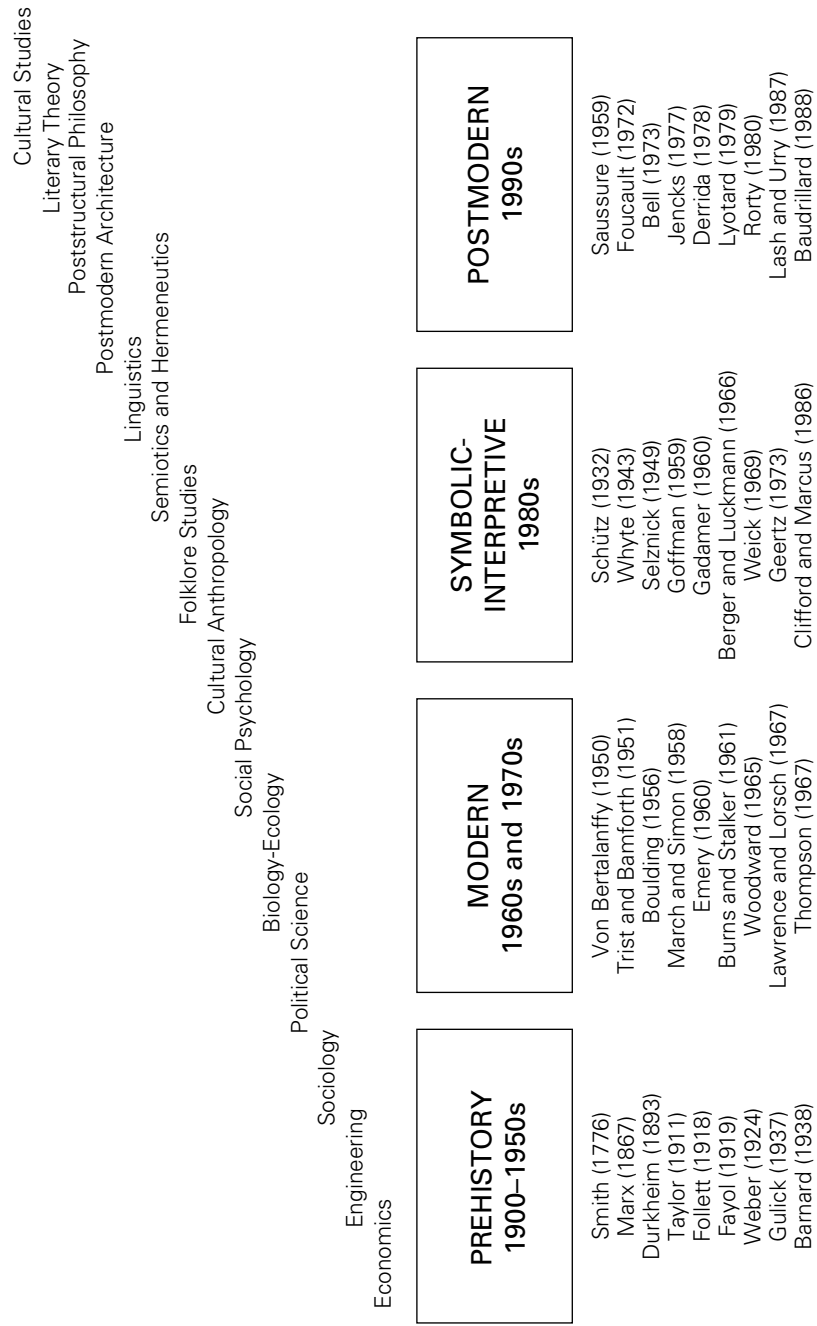 Cultural Studies
Literary Theory
Poststructural Philosophy
Postmodern Architecture
Linguistics
Semiotics and Hermeneutics
Folklore Studies
Cultural Anthropology
Social Psychology
Biology-Ecology
Political Science
Sociology
Engineering
Economics
PREHISTORY
1900–1950s
Smith (1776)
Marx (1867)
Durkheim (1893)
Taylor (1911)
Follett (1918)
Fayol (1919)
Weber (1924)
Gulick (1937)
Barnard (1938)
MODERN
1960s and 1970s
Von Bertalanffy (1950)
Trist and Bamforth (1951)
Boulding (1956)
March and Simon (1958)
Emery (1960)
Burns and Stalker (1961)
Woodward (1965)
Lawrence and Lorsch (1967)
Thompson (1967)
SYMBOLIC-
INTERPRETIVE
1980s
Schütz (1932)
Whyte (1943)
Selznick (1949)
Goffman (1959)
Gadamer (1960)
Berger and Luckmann (1966)
Weick (1969)
Geertz (1973)
Clifford and Marcus (1986)
POSTMODERN
1990s
Saussure (1959)
Foucault (1972)
Bell (1973)
Jencks (1977)
Derrida (1978)
Lyotard (1979)
Rorty (1980)
Lash and Urry (1987)
Baudrillard (1988)